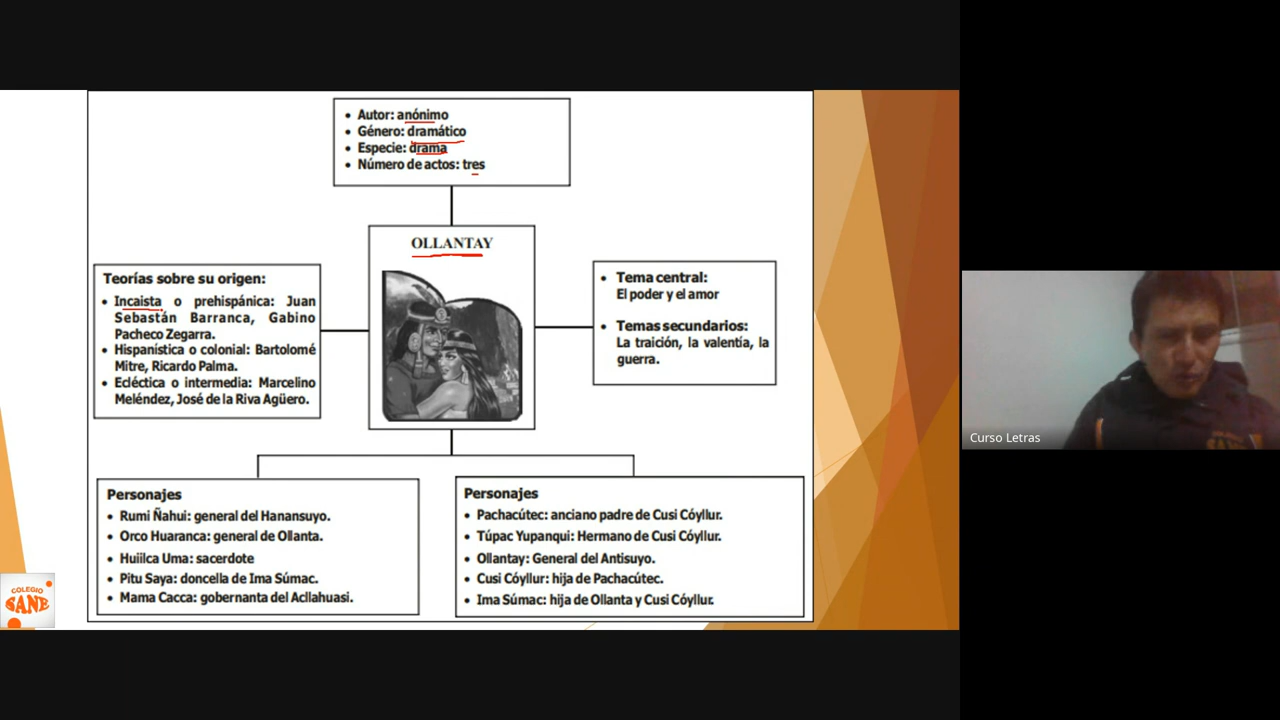 • Autor: anónimo
• Género: dramático
• Especie: drama
• Número de actos: tres
OLLANTAY
Teorías sobre su origen:
• Incaista o prehispánica: Juan
Sebastán Barranca, Gabino
Pacheco Zegarra.
• Hispanística o colonial: Bartolomé
Mitre, Ricardo Palma.
• Ecléctica o intermedia: Marcelino
Meléndez, José de la Riva Agüero.
• Tema central:
El poder y el amor
• Temas secundarios:
La traición, la valentía, la
guerra.
Personajes
• Rumi Ñahui: general del Hanansuyo.
• Orco Huaranca: general de Ollanta.
• Huiilca Uma: sacerdote
• Pitu Saya: doncella de Ima Súmac.
• Mama Cacca: gobernanta del Acllahuasi.
Personajes
• Pachacútec: anciano padre de Cusi Cóyllur.
• Túpac Yupanqui: Hermano de Cusi Cóyllur.
• Ollantay: General del Antisuyo.
• Cusi Cóyllur: hija de Pachacútec.
• Ima Súmac: hija de Ollanta y Cusi Cóyllur.
COLEGIO
SANE
Curso Letras